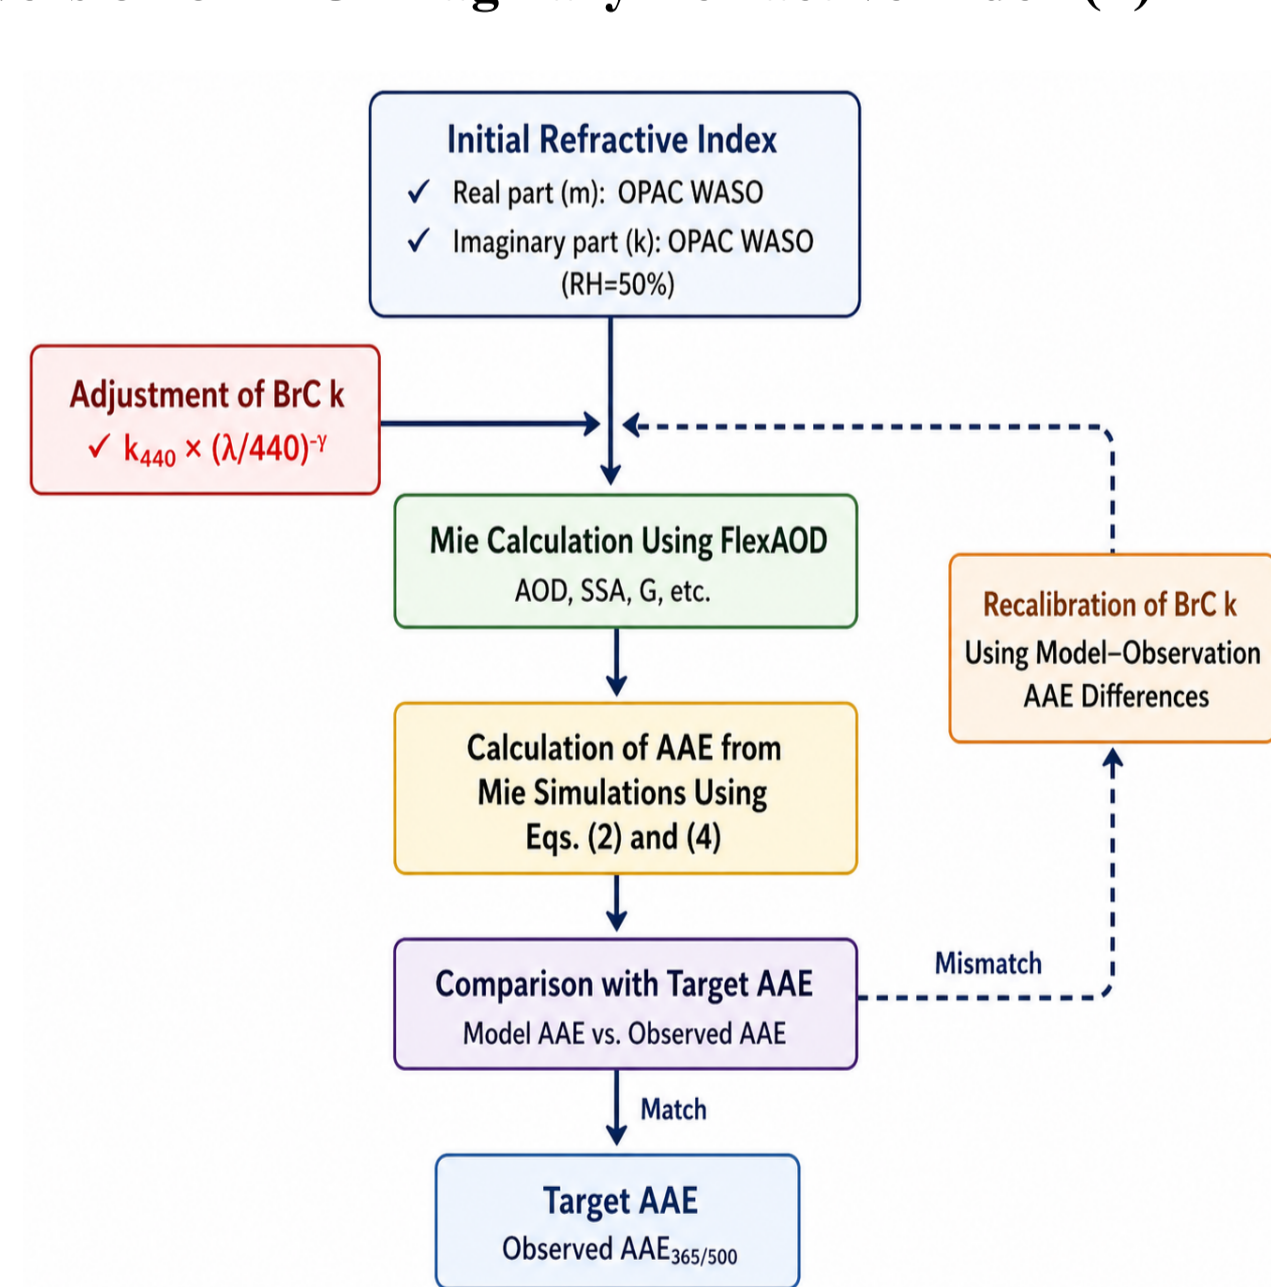 Initial Refractive Index
✓ Real part (m): OPAC WASO
✓ Imaginary part (k): OPAC WASO
(RH=50%)
Adjustment of BrC k
✓ k₄₄₀ × (λ/440)⁻ᵞ
Mie Calculation Using FlexAOD
AOD, SSA, G, etc.
Recalibration of BrC k
Using Model–Observation
AAE Differences
Calculation of AAE from
Mie Simulations Using
Eqs. (2) and (4)
Comparison with Target AAE
Model AAE vs. Observed AAE
Mismatch
Match
Target AAE
Observed AAE₃₆₅/₅₀₀